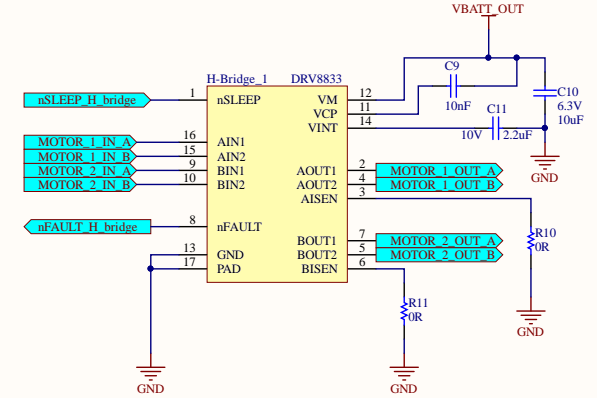 VBATT_OUT
H-Bridge_1 DRV8833
C9
10nF
C10
6.3V
10uF
C11
10V 2.2uF
GND
nSLEEP_H_bridge 1 nSLEEP
VM 12
VCP 11
VINT 14
MOTOR_1_IN_A 16 AIN1
MOTOR_1_IN_B 15 AIN2
MOTOR_2_IN_A 9 BIN1
MOTOR_2_IN_B 10 BIN2
AOUT1 2 MOTOR_1_OUT_A
AOUT2 4 MOTOR_1_OUT_B
AISEN 3
nFAULT_H_bridge 8 nFAULT
BOUT1 7 MOTOR_2_OUT_A
BOUT2 5 MOTOR_2_OUT_B
BISEN 6
13 GND
17 PAD
R10
0R
R11
0R
GND
GND
GND